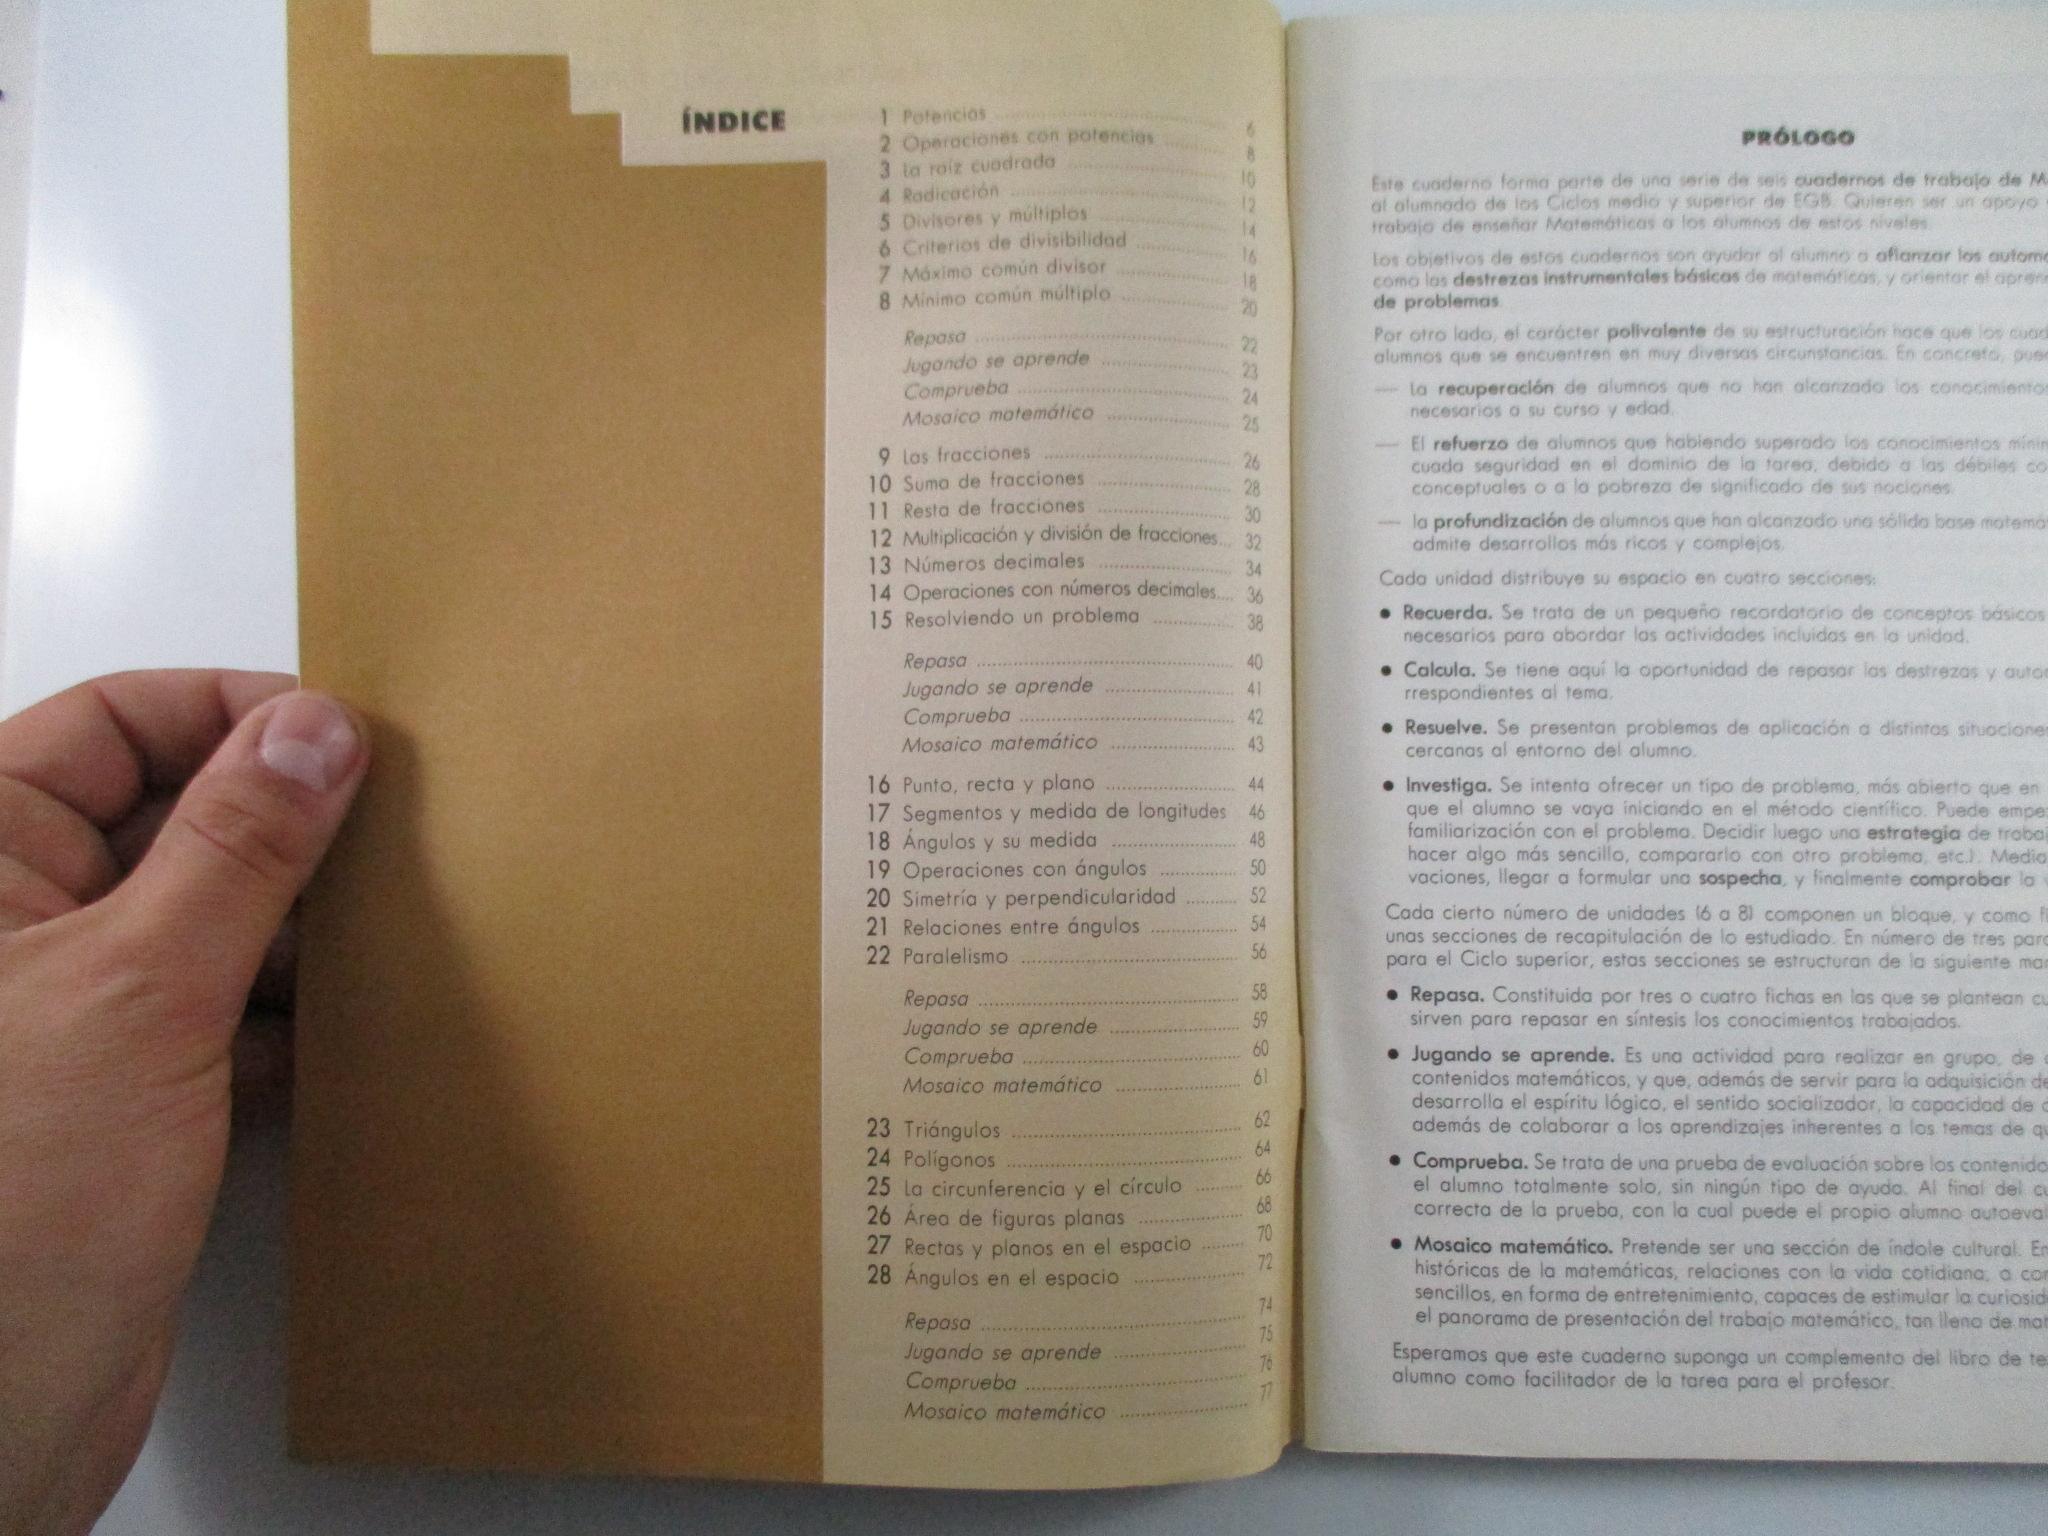 ÍNDICE
1 Potencias 6
2 Operaciones con potencias 8
3 La raíz cuadrada 10
4 Radicación 12
5 Divisores y múltiplos 14
6 Criterios de divisibilidad 16
7 Máximo común divisor 18
8 Mínimo común múltiplo 20
Repasa 22
Jugando se aprende 23
Comprueba 24
Mosaico matemático 25
9 Las fracciones 26
10 Suma de fracciones 28
11 Resta de fracciones 30
12 Multiplicación y división de fracciones 32
13 Números decimales 34
14 Operaciones con números decimales 36
15 Resolviendo un problema 38
Repasa 40
Jugando se aprende 41
Comprueba 42
Mosaico matemático 43
16 Punto, recta y plano 44
17 Segmentos y medida de longitudes 46
18 Ángulos y su medida 48
19 Operaciones con ángulos 50
20 Simetría y perpendicularidad 52
21 Relaciones entre ángulos 54
22 Paralelismo 56
Repasa 58
Jugando se aprende 59
Comprueba 60
Mosaico matemático 61
23 Triángulos 62
24 Polígonos 64
25 La circunferencia y el círculo 66
26 Área de figuras planas 68
27 Rectas y planos en el espacio 70
28 Ángulos en el espacio 72
Repasa 74
Jugando se aprende 75
Comprueba 76
Mosaico matemático 77
PRÓLOGO
Este cuaderno forma parte de una serie de seis cuadernos de trabajo de
al alumnado de los Ciclos medio y superior de EGB. Quieren ser un apoyo
trabajo de enseñar Matemáticas a los alumnos de estos niveles.
Los objetivos de estos cuadernos son ayudar al alumno a afianzar los
como las destrezas instrumentales básicas de matemáticas, y orientar el
de problemas.
Por otro lado, el carácter polivalente de su estructuración hace que los
alumnos que se encuentren en muy diversas circunstancias. En concreto,
— La recuperación de alumnos que no han alcanzado los conocimientos
necesarios a su curso y edad.
— El refuerzo de alumnos que habiendo superado los conocimientos
cuada seguridad en el dominio de la tarea, debido a las débiles
conceptuales o a la pobreza de significado de sus nociones.
— la profundización de alumnos que han alcanzado una sólida base
admite desarrollos más ricos y complejos.
Cada unidad distribuye su espacio en cuatro secciones:
● Recuerda. Se trata de un pequeño recordatorio de conceptos básicos
necesarios para abordar las actividades incluidas en la unidad.
● Calcula. Se tiene aquí la oportunidad de repasar las destrezas y
rrespondientes al tema.
● Resuelve. Se presentan problemas de aplicación a distintas
cercanas al entorno del alumno.
● Investiga. Se intenta ofrecer un tipo de problema, más abierto que en
que el alumno se vaya iniciando en el método científico. Puede
familiarización con el problema. Decidir luego una estrategia de
hacer algo más sencillo, compararlo con otro problema, etc.).
vaciones, llegar a formular una sospecha, y finalmente comprobar la
Cada cierto número de unidades (6 a 8) componen un bloque, y como
unas secciones de recapitulación de lo estudiado. En número de tres
para el Ciclo superior, estas secciones se estructuran de la siguiente
● Repasa. Constituida por tres o cuatro fichas en las que se plantean
sirven para repasar en síntesis los conocimientos trabajados.
● Jugando se aprende. Es una actividad para realizar en grupo, de
contenidos matemáticos, y que, además de servir para la adquisición
desarrolla el espíritu lógico, el sentido socializador, la capacidad de
además de colaborar a los aprendizajes inherentes a los temas de
● Comprueba. Se trata de una prueba de evaluación sobre los
el alumno totalmente solo, sin ningún tipo de ayuda. Al final del
correcta de la prueba, con la cual puede el propio alumno
● Mosaico matemático. Pretende ser una sección de índole cultural.
históricas de la matemáticas, relaciones con la vida cotidiana, o
sencillos, en forma de entretenimiento, capaces de estimular la
el panorama de presentación del trabajo matemático, tan llena de
Esperamos que este cuaderno suponga un complemento del libro de
alumno como facilitador de la tarea para el profesor.